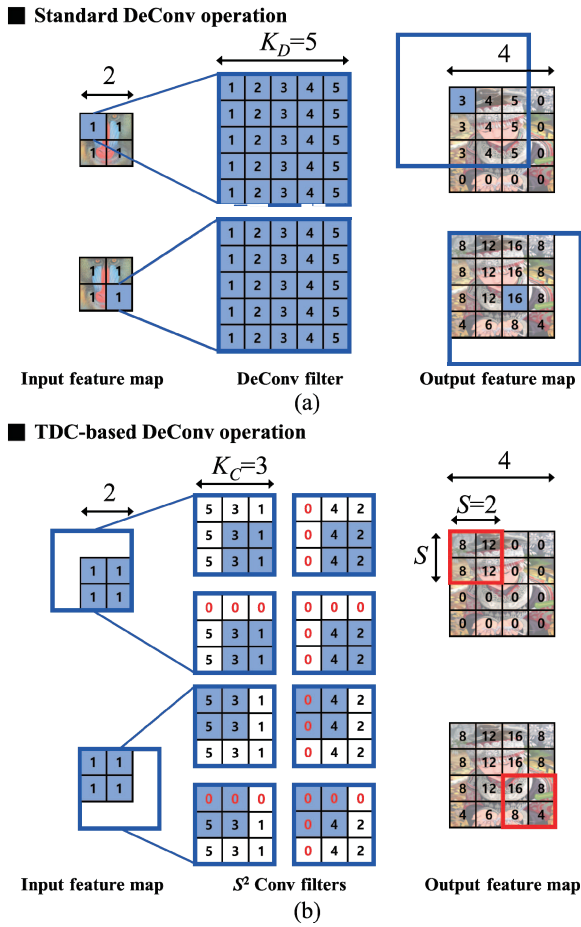 ■ Standard DeConv operation
K_D=5
2
4
1 1
1 1
1 2 3 4 5
1 2 3 4 5
1 2 3 4 5
1 2 3 4 5
1 2 3 4 5
3 4 5 0
3 4 5 0
3 4 5 0
0 0 0 0
1 1
1 1
1 2 3 4 5
1 2 3 4 5
1 2 3 4 5
1 2 3 4 5
1 2 3 4 5
8 12 16 8
8 12 16 8
8 12 16 8
4 6 8 4
Input feature map DeConv filter Output feature map
(a)
■ TDC-based DeConv operation
K_C=3
2
4
S=2
S
1 1
1 1
5 3 1 0 4 2
5 3 1 0 4 2
5 3 1 0 4 2
0 0 0 0 0 0
5 3 1 0 4 2
5 3 1 0 4 2
8 12 0 0
8 12 0 0
0 0 0 0
0 0 0 0
1 1
1 1
5 3 1 0 4 2
5 3 1 0 4 2
5 3 1 0 4 2
0 0 0 0 0 0
5 3 1 0 4 2
5 3 1 0 4 2
8 12 16 8
8 12 16 8
8 12 16 8
4 6 8 4
Input feature map S² Conv filters Output feature map
(b)